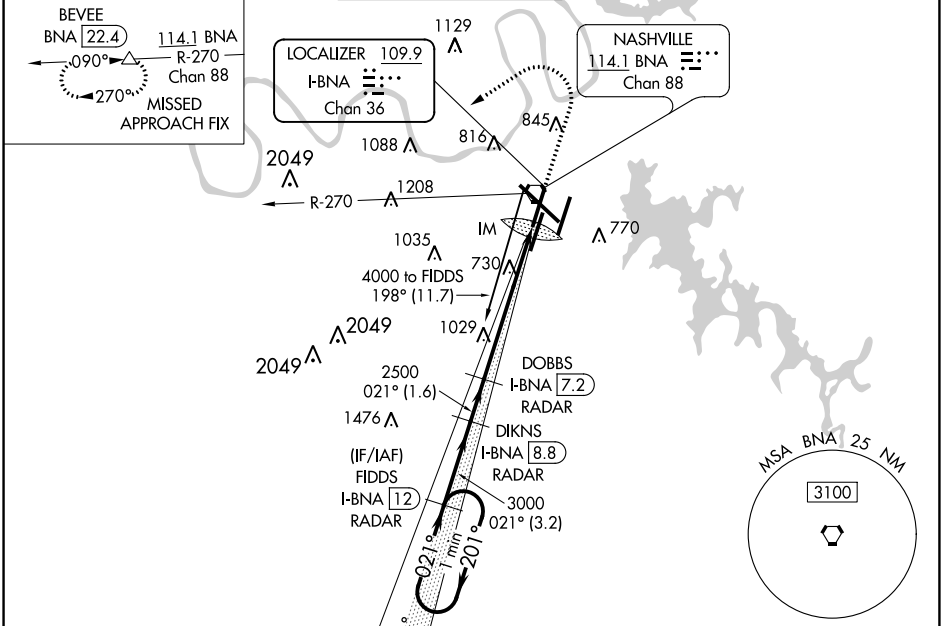 BEVEE
BNA 22.4
114.1 BNA
R-270
Chan 88
090°
270°
MISSED
APPROACH FIX
LOCALIZER 109.9
I-BNA
Chan 36
1129
NASHVILLE
114.1 BNA
Chan 88
845
816
1088
2049
1208
R-270
IM
770
1035
730
4000 to FIDDS
198° (11.7)
1029
2049
2049
2500
021° (1.6)
DOBBS
I-BNA 7.2
RADAR
1476
DIKNS
I-BNA 8.8
RADAR
(IF/IAF)
FIDDS
I-BNA 12
RADAR
3000
021° (3.2)
021°
1 min
201°
MSA BNA 25 NM
3100